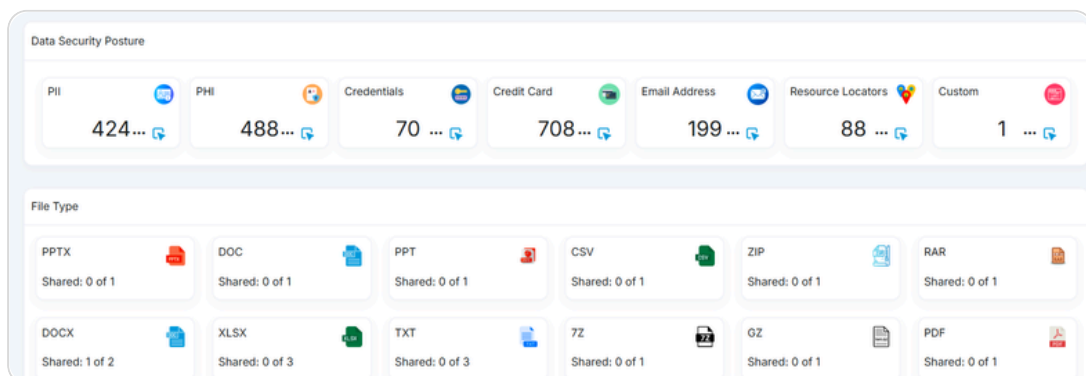 Data Security Posture
PII PHI Credentials Credit Card Email Address Resource Locators Custom
424... 488... 70 ... 708... 199 ... 88 ... 1 ...
File Type
PPTX DOC PPT CSV ZIP RAR
Shared: 0 of 1 Shared: 0 of 1 Shared: 0 of 1 Shared: 0 of 1 Shared: 0 of 1 Shared: 0 of 1
DOCX XLSX TXT 7Z GZ PDF
Shared: 1 of 2 Shared: 0 of 3 Shared: 0 of 3 Shared: 0 of 1 Shared: 0 of 1 Shared: 0 of 1